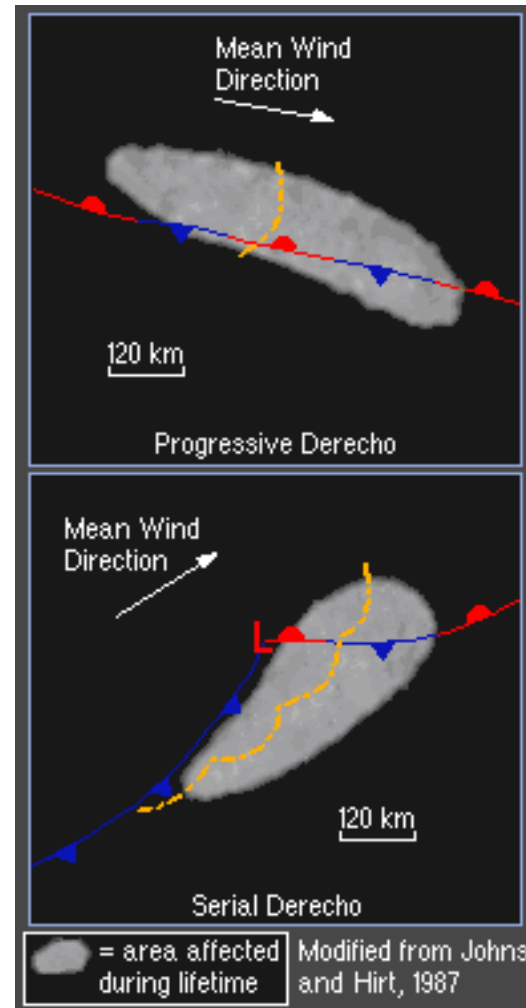 Mean Wind
Direction
120 km
Progressive Derecho
Mean Wind
Direction
L
120 km
Serial Derecho
= area affected
during lifetime
Modified from Johns
and Hirt, 1987